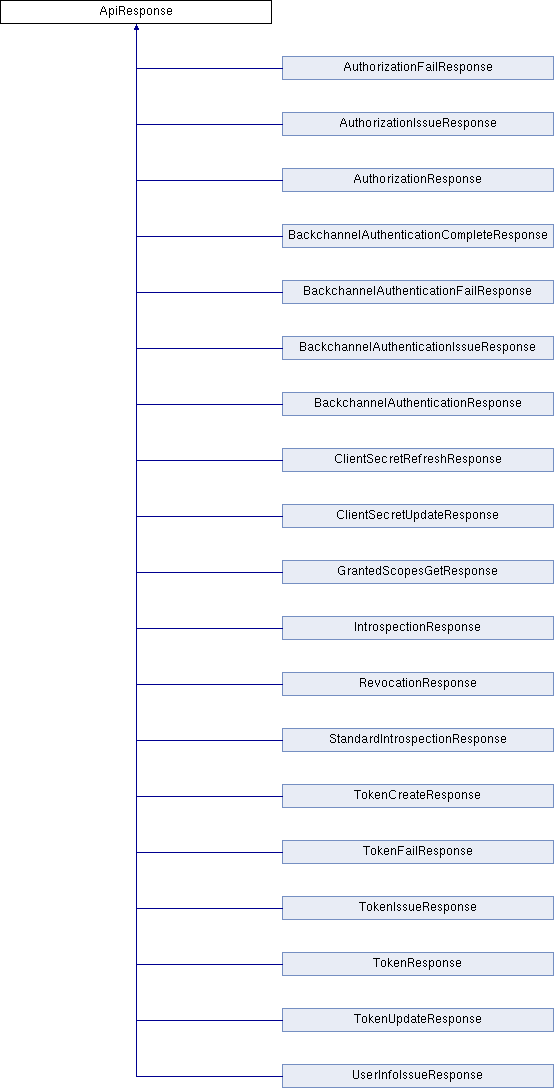 ApiResponse
AuthorizationFailResponse
AuthorizationIssueResponse
AuthorizationResponse
BackchannelAuthenticationCompleteResponse
BackchannelAuthenticationFailResponse
BackchannelAuthenticationIssueResponse
BackchannelAuthenticationResponse
ClientSecretRefreshResponse
ClientSecretUpdateResponse
GrantedScopesGetResponse
IntrospectionResponse
RevocationResponse
StandardIntrospectionResponse
TokenCreateResponse
TokenFailResponse
TokenIssueResponse
TokenResponse
TokenUpdateResponse
UserInfoIssueResponse